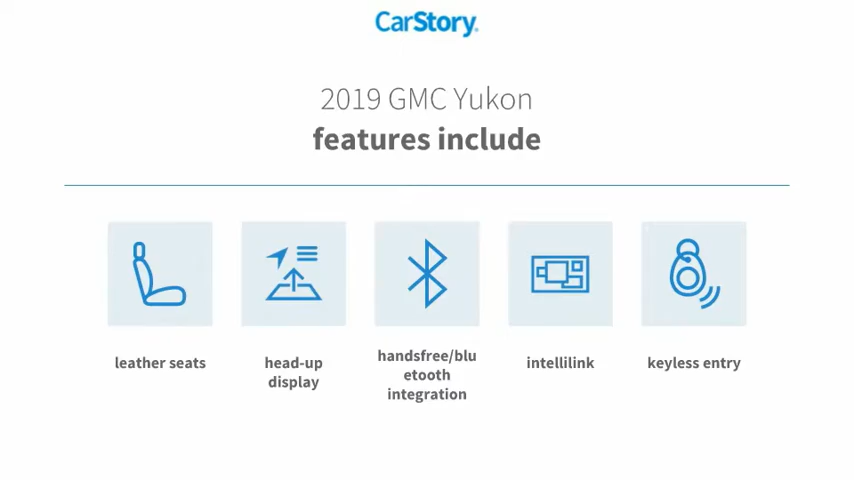 CarStory
2019 GMC Yukon
features include
leather seats
head-up
display
handsfree/blu
etooth
integration
intellilink
keyless entry